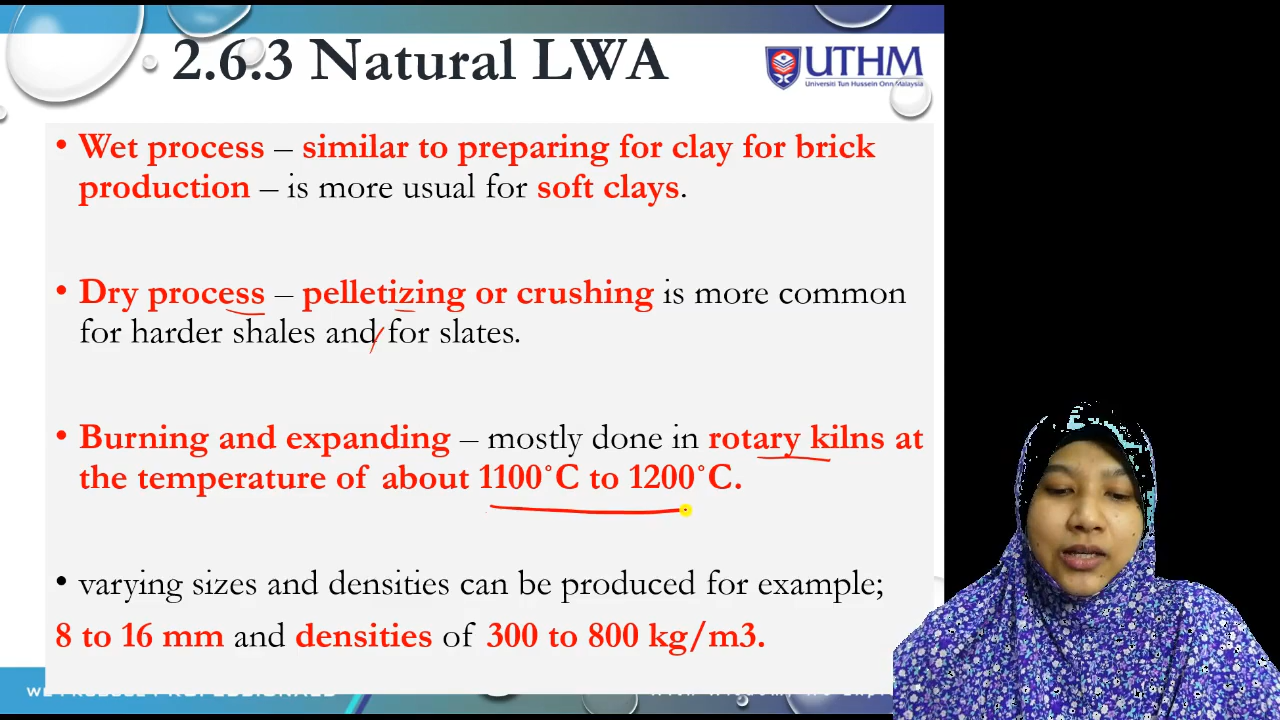 2.6.3 Natural LWA
UTHM
Universiti Tun Hussein Onn Malaysia
• Wet process – similar to preparing for clay for brick
production – is more usual for soft clays.
• Dry process – pelletizing or crushing is more common
for harder shales and for slates.
• Burning and expanding – mostly done in rotary kilns at
the temperature of about 1100°C to 1200°C.
• varying sizes and densities can be produced for example;
8 to 16 mm and densities of 300 to 800 kg/m3.